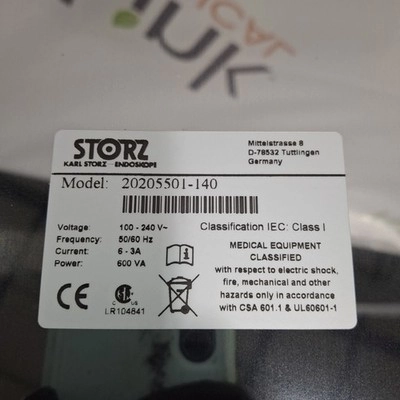 STORZ
KARL STORZ - ENDOSKOPE
Mittelstrasse 8
D-78532 Tuttlingen
Germany
Model: 20205501-140
Voltage: 100 - 240 V~
Frequency: 50/60 Hz
Current: 6 - 3A
Power: 600 VA
Classification IEC: Class I
MEDICAL EQUIPMENT
CLASSIFIED
with respect to electric shock,
fire, mechanical and other
hazards only in accordance
with CSA 601.1 & UL60601-1
CE
C US
LR104641